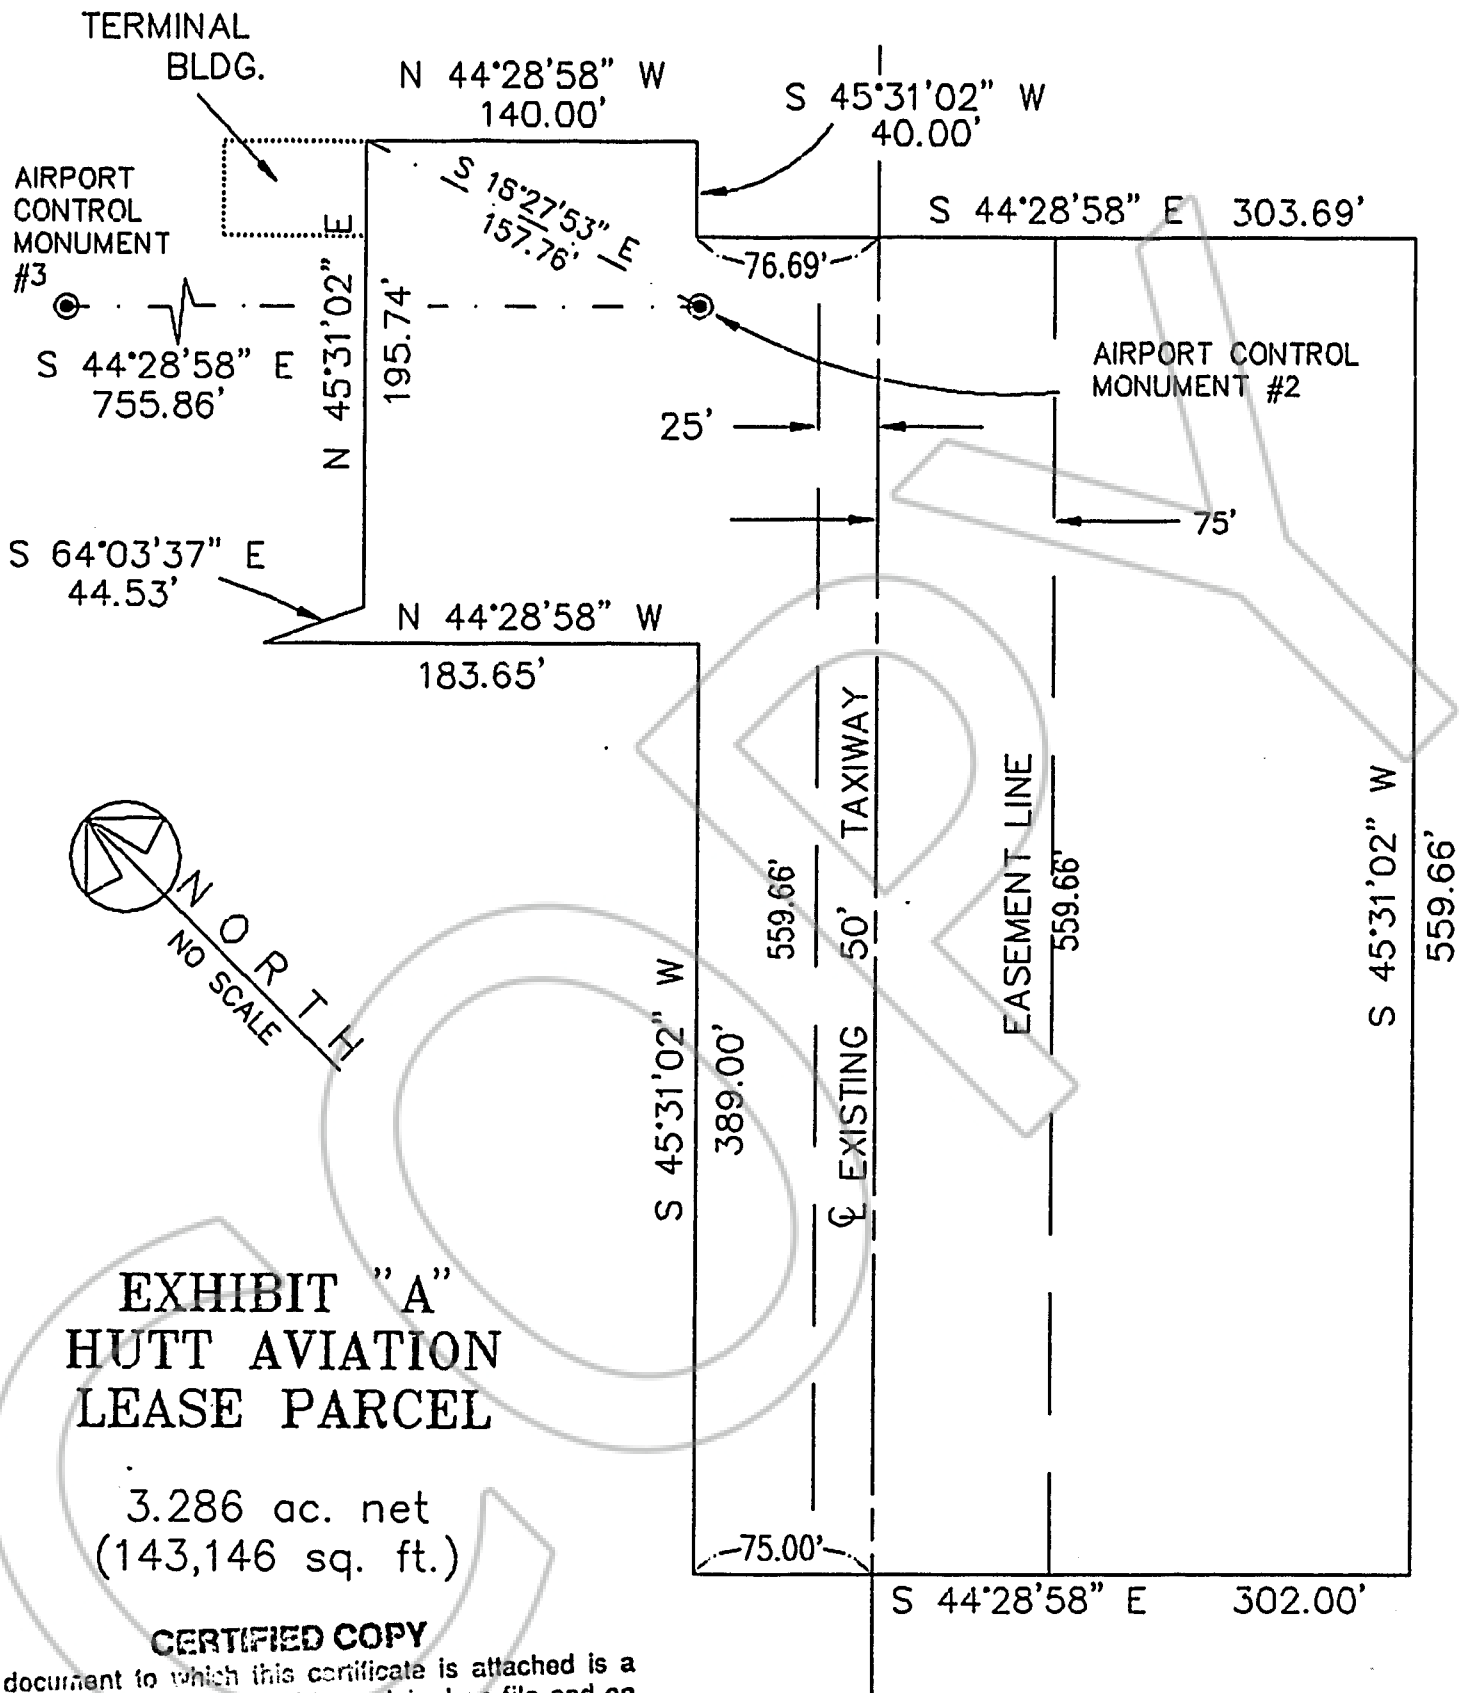 TERMINAL
BLDG.
N 44°28'58" W
140.00'
S 45°31'02" W
40.00'
AIRPORT
CONTROL
MONUMENT
#3
S 16°27'53" E
157.76'
S 44°28'58" E 303.69'
76.69'
N 45°31'02" E
195.74'
S 44°28'58" E
755.86'
AIRPORT CONTROL
MONUMENT #2
25'
75'
S 64°03'37" E
44.53'
N 44°28'58" W
183.65'
NORTH
NO SCALE
S 45°31'02" W
389.00'
559.66'
℄ EXISTING 50' TAXIWAY
EASEMENT LINE
559.66'
S 45°31'02" W
559.66'
EXHIBIT "A"
HUTT AVIATION
LEASE PARCEL
3.286 ac. net
(143,146 sq. ft.)
75.00'
S 44°28'58" E 302.00'
CERTIFIED COPY
document to which this certificate is attached is a
file and on
COPY